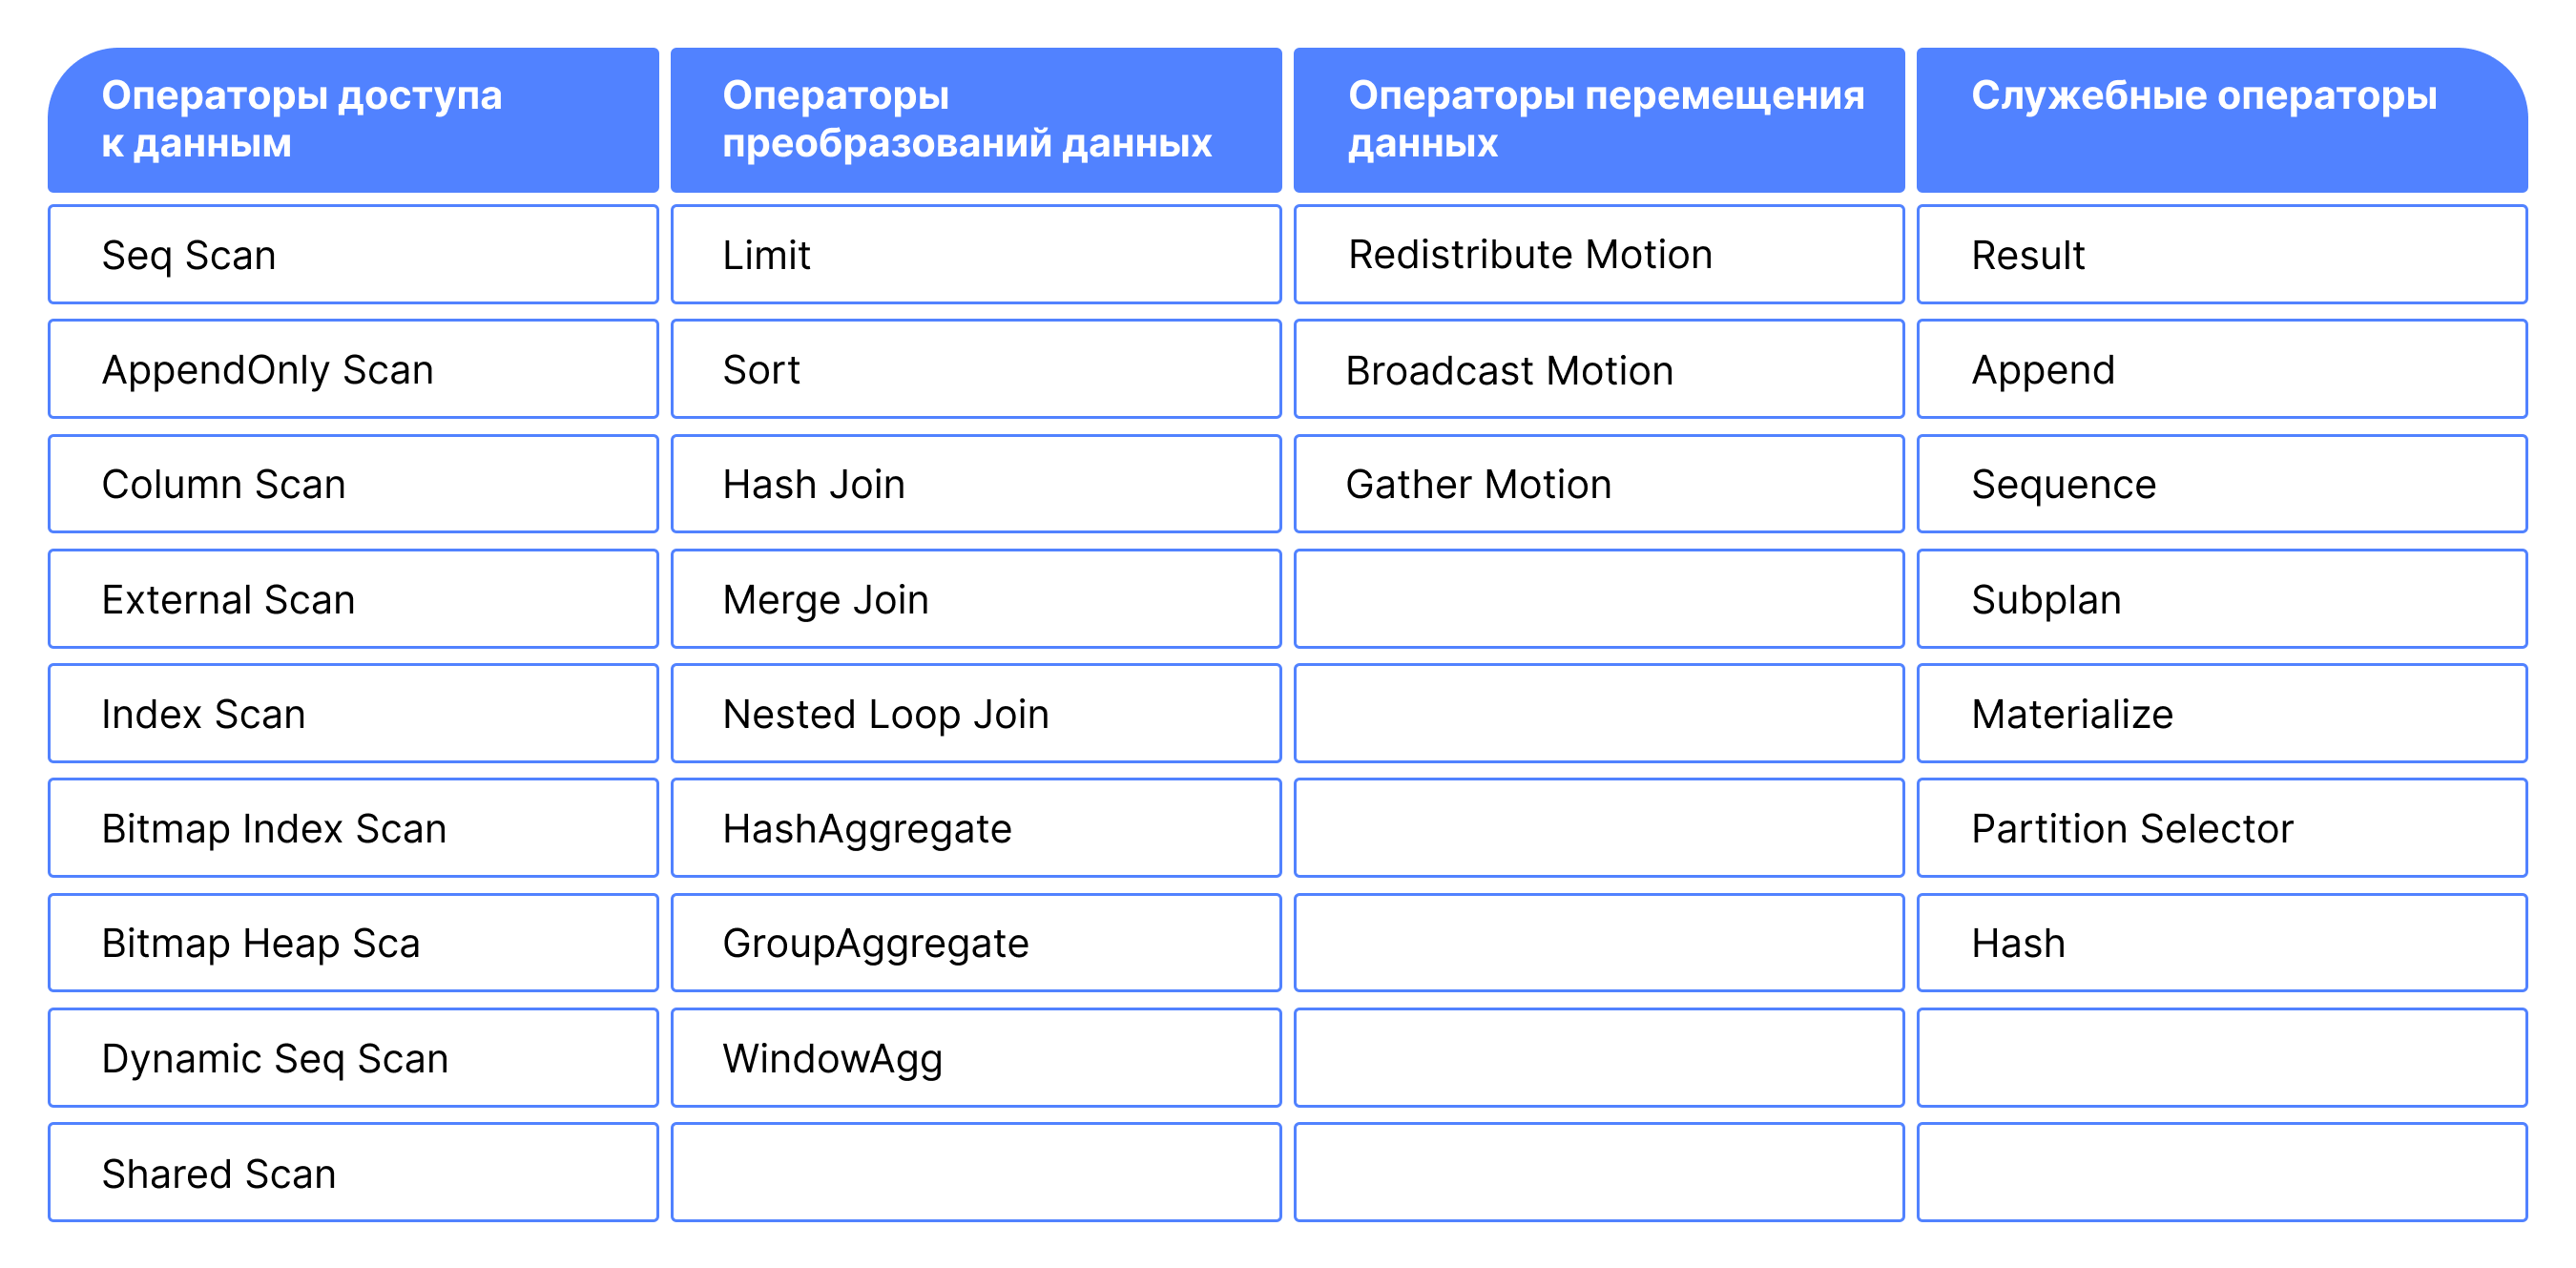 Операторы доступа
к данным
Операторы
преобразований данных
Операторы перемещения
данных
Служебные операторы
Seq Scan
Limit
Redistribute Motion
Result
AppendOnly Scan
Sort
Broadcast Motion
Append
Column Scan
Hash Join
Gather Motion
Sequence
External Scan
Merge Join
Subplan
Index Scan
Nested Loop Join
Materialize
Bitmap Index Scan
HashAggregate
Partition Selector
Bitmap Heap Sca
GroupAggregate
Hash
Dynamic Seq Scan
WindowAgg
Shared Scan